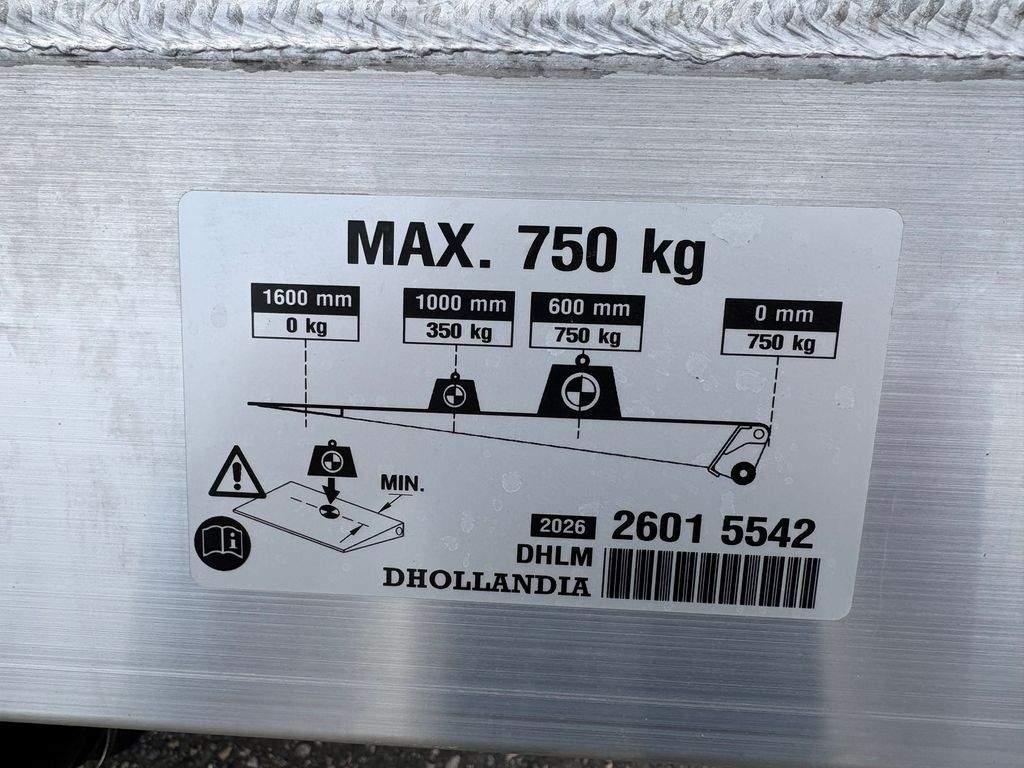 MAX. 750 kg
1600 mm 1000 mm 600 mm 0 mm
0 kg 350 kg 750 kg 750 kg
MIN.
2026 2601 5542
DHLM
DHOLLANDIA